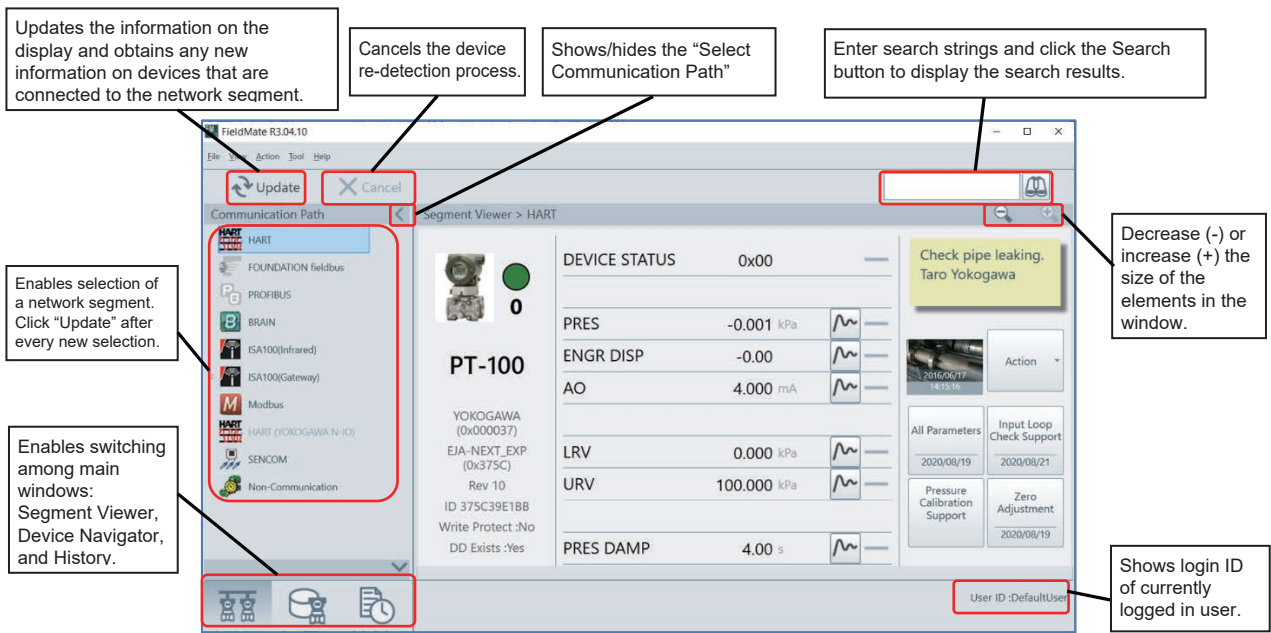 Updates the information on the
display and obtains any new
information on devices that are
connected to the network segment.
Cancels the device
re-detection process.
Shows/hides the “Select
Communication Path”
Enter search strings and click the Search
button to display the search results.
FieldMate R3.04.10
File View Action Tool Help
Update
Cancel
Communication Path
Segment Viewer > HART
HART
HART
FOUNDATION fieldbus
PROFIBUS
BRAIN
ISA100(Infrared)
ISA100(Gateway)
Modbus
HART
HART (YOKOGAWA N-IO)
SENCOM
Non-Communication
Enables selection of
a network segment.
Click “Update” after
every new selection.
Enables switching
among main
windows:
Segment Viewer,
Device Navigator,
and History.
0
PT-100
YOKOGAWA
(0x000037)
EJA-NEXT_EXP
(0x375C)
Rev 10
ID 375C39E1BB
Write Protect :No
DD Exists :Yes
DEVICE STATUS 0x00
PRES -0.001 kPa
ENGR DISP -0.00
AO 4.000 mA
LRV 0.000 kPa
URV 100.000 kPa
PRES DAMP 4.00 s
Check pipe leaking.
Taro Yokogawa
2016/06/17
14:15:16
Action
All Parameters
2020/08/19
Input Loop
Check Support
2020/08/21
Pressure
Calibration
Support
Zero
Adjustment
2020/08/19
Decrease (-) or
increase (+) the
size of the
elements in the
window.
User ID :DefaultUser
Shows login ID
of currently
logged in user.